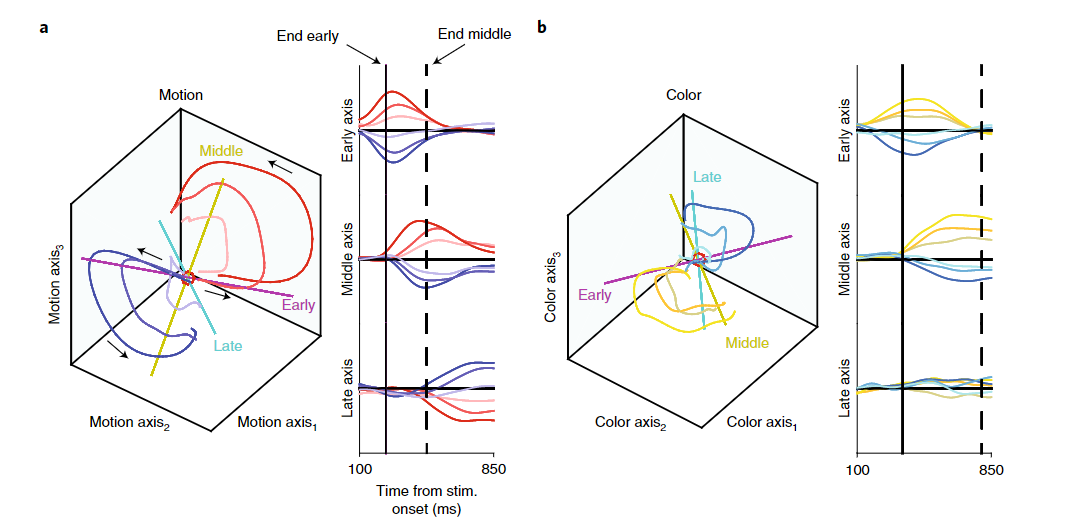 a
End early
End middle
b
Motion
Middle
Early
Late
Motion axis3
Motion axis2
Motion axis1
Early axis
Middle axis
Late axis
100
850
Time from stim.
onset (ms)
Color
Late
Early
Middle
Color axis3
Color axis2
Color axis1
Early axis
Middle axis
Late axis
100
850